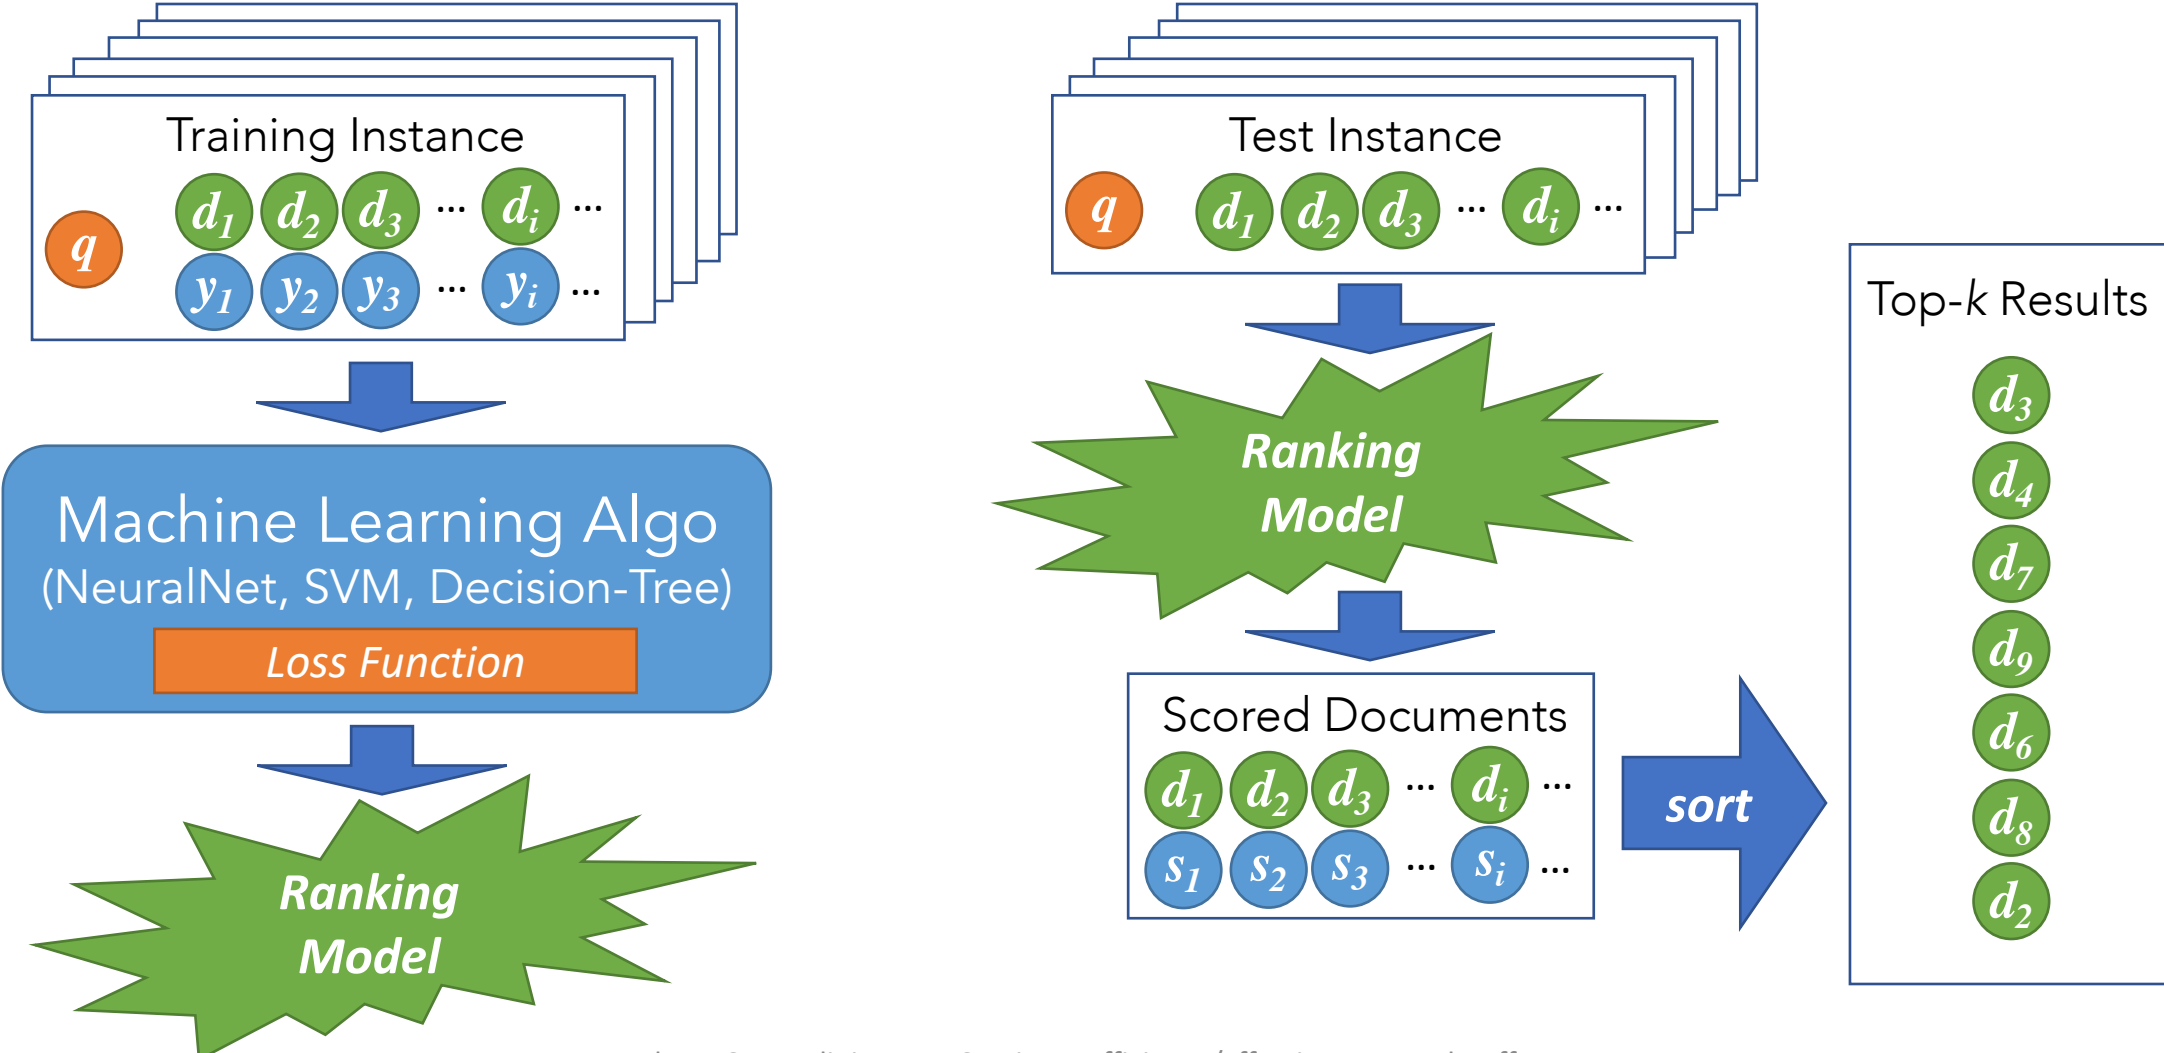 Training Instance
q
d1 d2 d3 ... di ...
y1 y2 y3 ... yi ...
Machine Learning Algo
(NeuralNet, SVM, Decision-Tree)
Loss Function
Ranking
Model
Test Instance
q d1 d2 d3 ... di ...
Ranking
Model
Scored Documents
d1 d2 d3 ... di ...
s1 s2 s3 ... si ...
sort
Top-k Results
d3
d4
d7
d9
d6
d8
d2